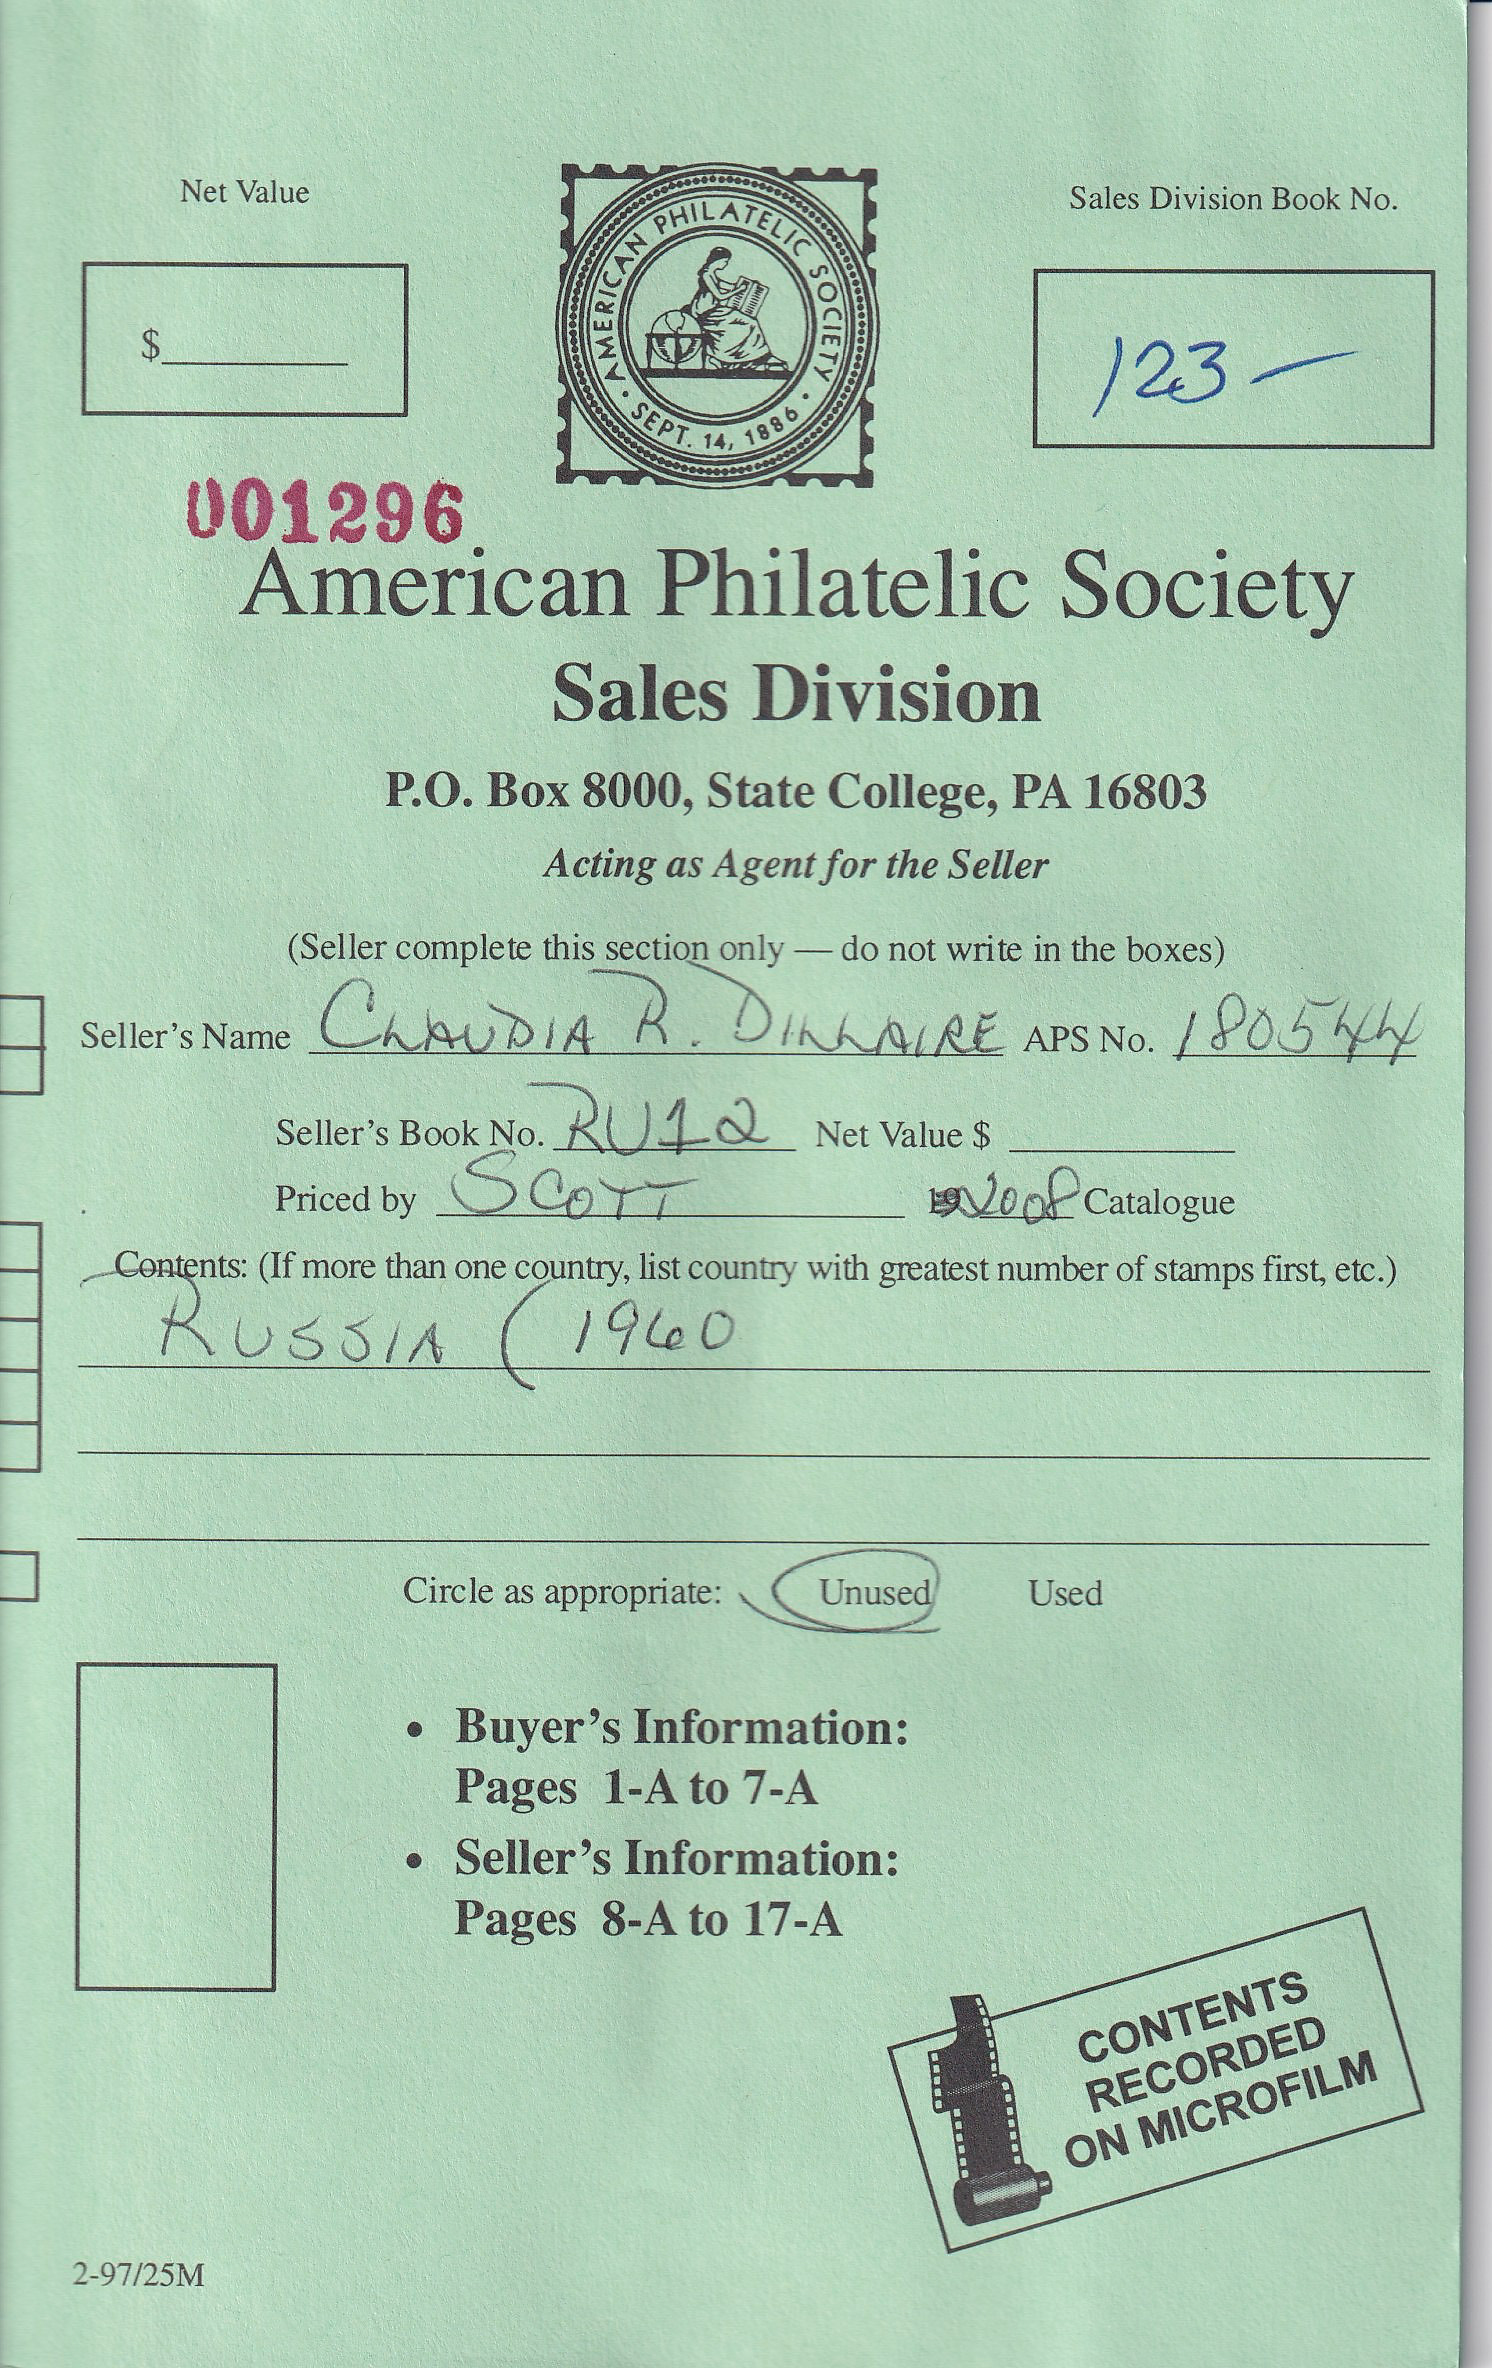 Net Value
Sales Division Book No.
AMERICAN PHILATELIC SOCIETY
· SEPT. 14, 1886 ·
$
123 –
001296
American Philatelic Society
Sales Division
P.O. Box 8000, State College, PA 16803
Acting as Agent for the Seller
(Seller complete this section only — do not write in the boxes)
Seller's Name CLAUDIA R. DILLAIRE APS No. 180544
Seller's Book No. RU12 Net Value $
Priced by SCOTT 2008 Catalogue
Contents: (If more than one country, list country with greatest number of stamps first, etc.)
RUSSIA ( 1960
Circle as appropriate: Unused Used
• Buyer's Information:
Pages 1-A to 7-A
• Seller's Information:
Pages 8-A to 17-A
CONTENTS
RECORDED
ON MICROFILM
2-97/25M